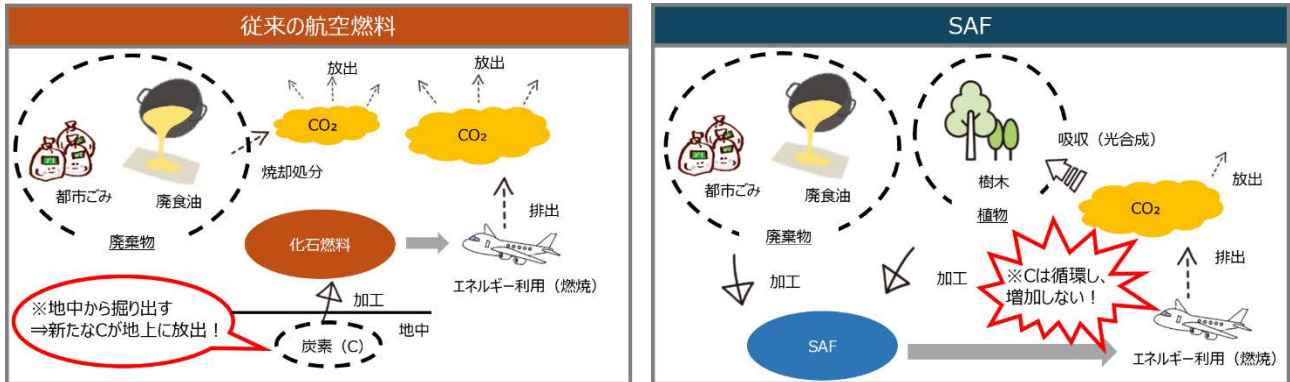 従来の航空燃料
放出
放出
CO₂
CO₂
焼却処分
都市ごみ
廃食油
廃棄物
排出
化石燃料
エネルギー利用（燃焼）
加工
※地中から掘り出す
⇒新たなCが地上に放出！
地中
炭素（C）
SAF
吸収（光合成）
都市ごみ
廃食油
樹木
放出
植物
CO₂
廃棄物
排出
加工
加工
※Cは循環し、
増加しない！
SAF
エネルギー利用（燃焼）